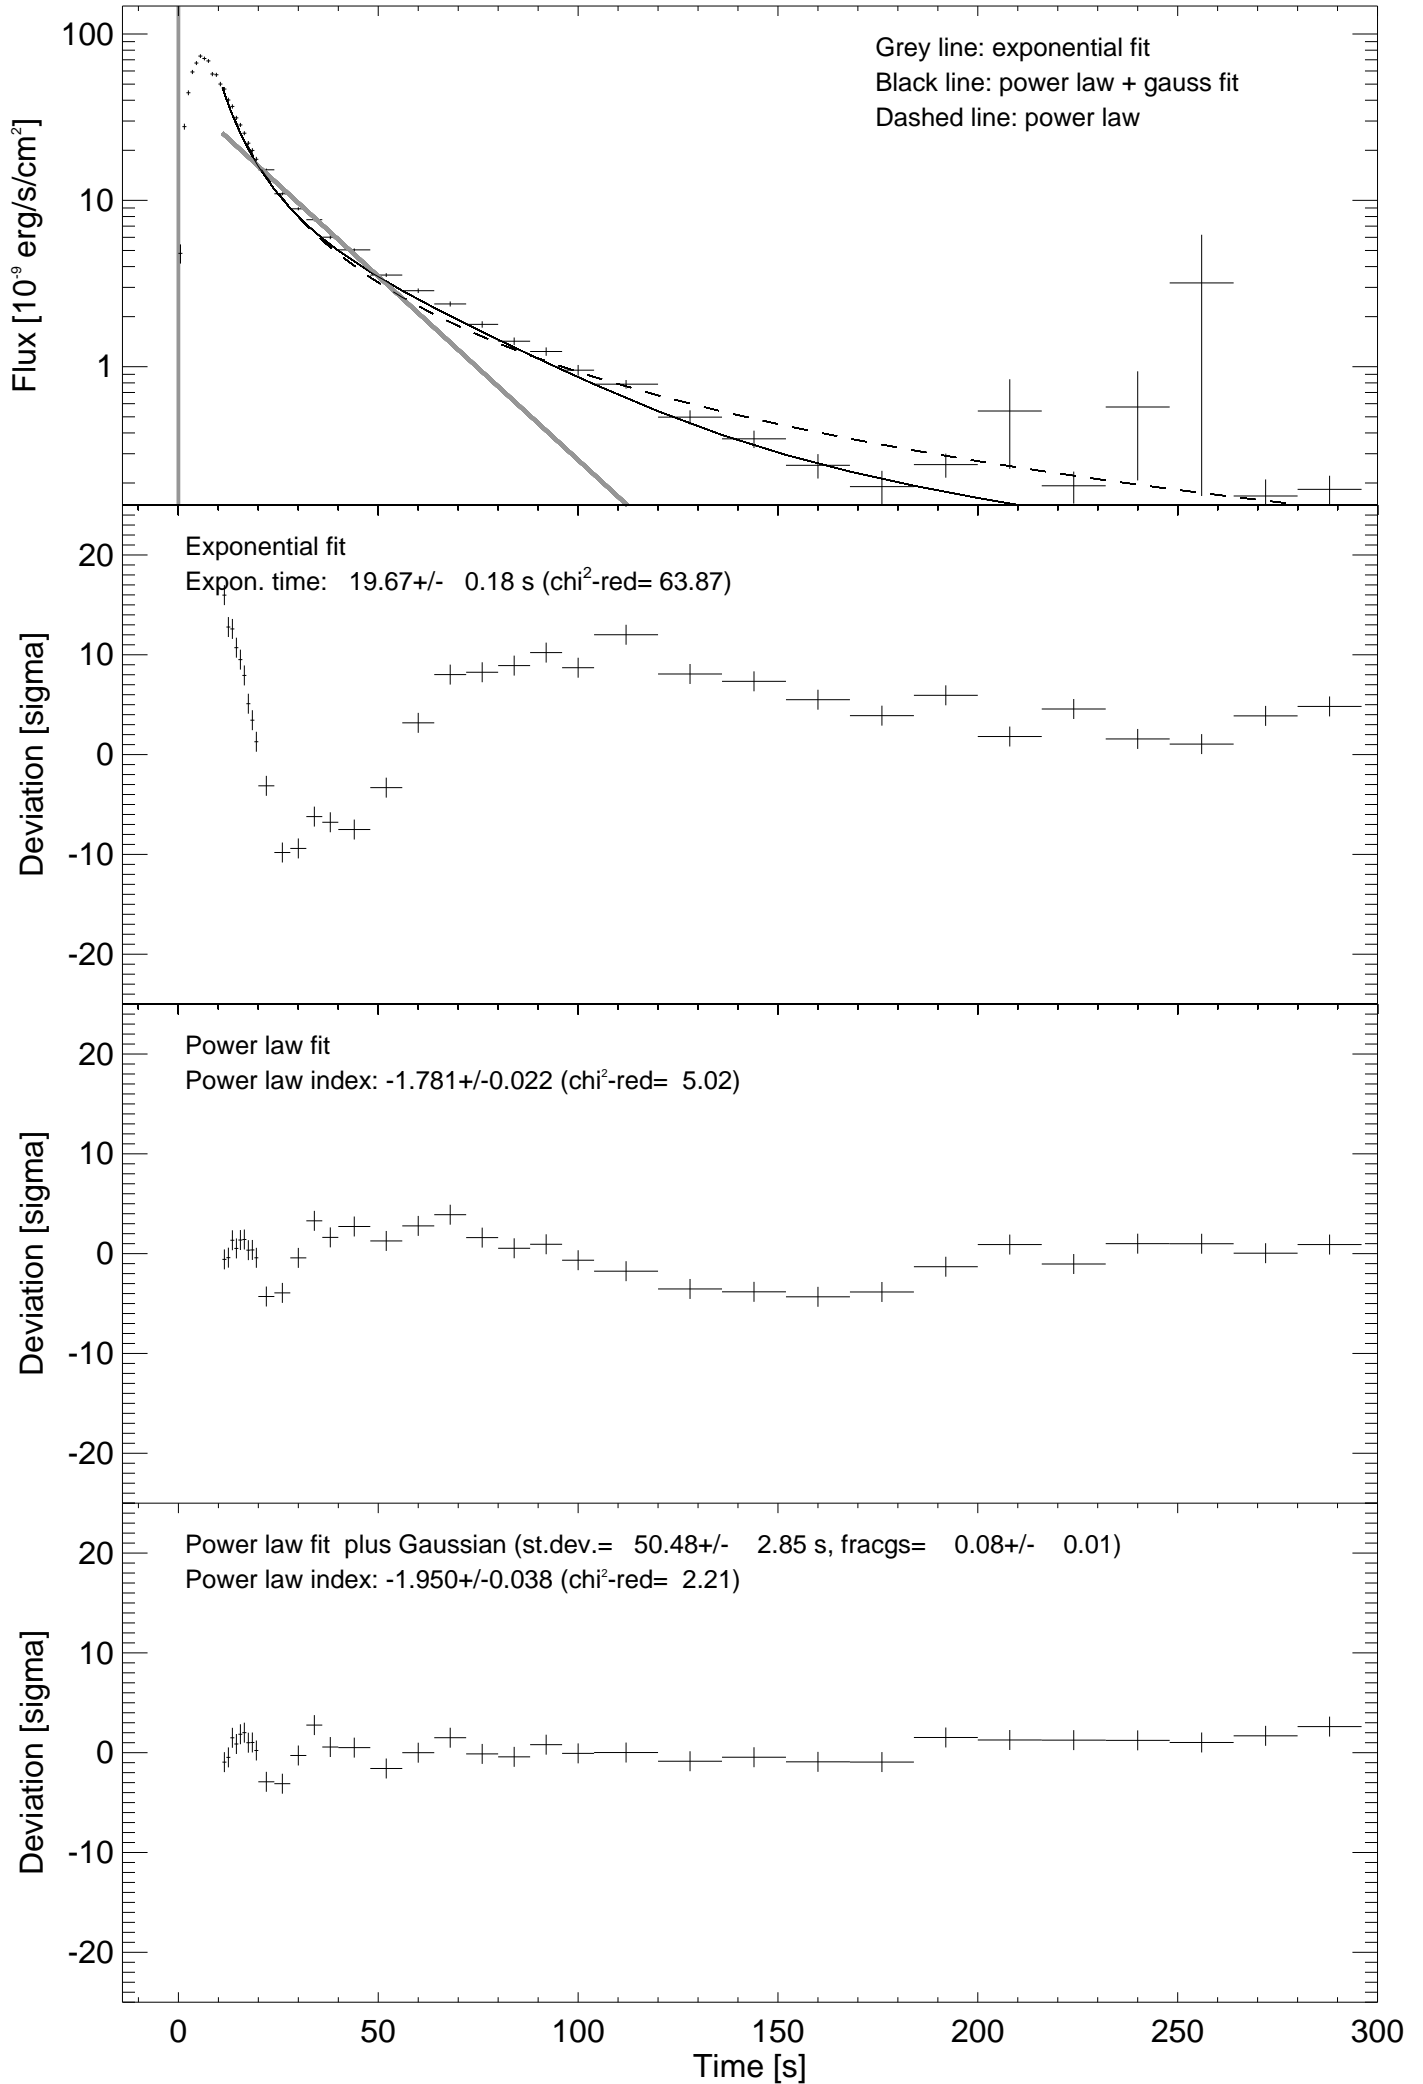 Grey line: exponential fit
Black line: power law + gauss fit
Dashed line: power law
100
10
1
Flux [10⁻⁹ erg/s/cm²]
Exponential fit
Expon. time: 19.67+/- 0.18 s (chi²-red= 63.87)
20
10
0
-10
-20
Deviation [sigma]
Power law fit
Power law index: -1.781+/-0.022 (chi²-red= 5.02)
20
10
0
-10
-20
Deviation [sigma]
Power law fit plus Gaussian (st.dev.= 50.48+/- 2.85 s, fracgs= 0.08+/- 0.01)
Power law index: -1.950+/-0.038 (chi²-red= 2.21)
20
10
0
-10
-20
Deviation [sigma]
0 50 100 150 200 250 300
Time [s]